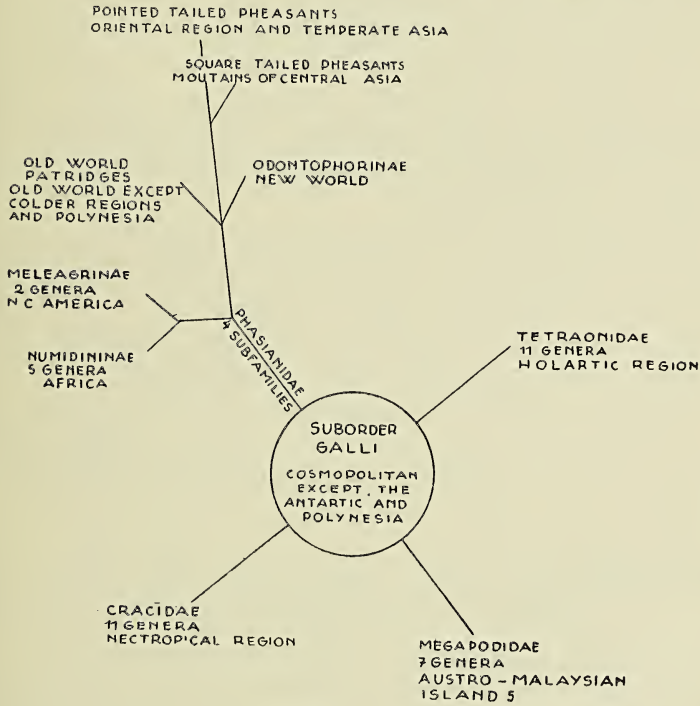 POINTED TAILED PHEASANTS
ORIENTAL REGION AND TEMPERATE ASIA
SQUARE TAILED PHEASANTS
MOUTAINS OF CENTRAL ASIA
OLD WORLD
PATRIDGES
OLD WORLD EXCEPT
COLDER REGIONS
AND POLYNESIA
ODONTOPHORINAE
NEW WORLD
MELEAGRINAE
2 GENERA
N C AMERICA
NUMIDININAE
5 GENERA
AFRICA
PHASIANIDAE
4 SUBFAMILIES
TETRAONIDAE
11 GENERA
HOLARTIC REGION
SUBORDER
GALLI
COSMOPOLITAN
EXCEPT. THE
ANTARTIC AND
POLYNESIA
CRACIDAE
11 GENERA
NECTROPICAL REGION
MEGAPODIDAE
7 GENERA
AUSTRO-MALAYSIAN
ISLAND 5